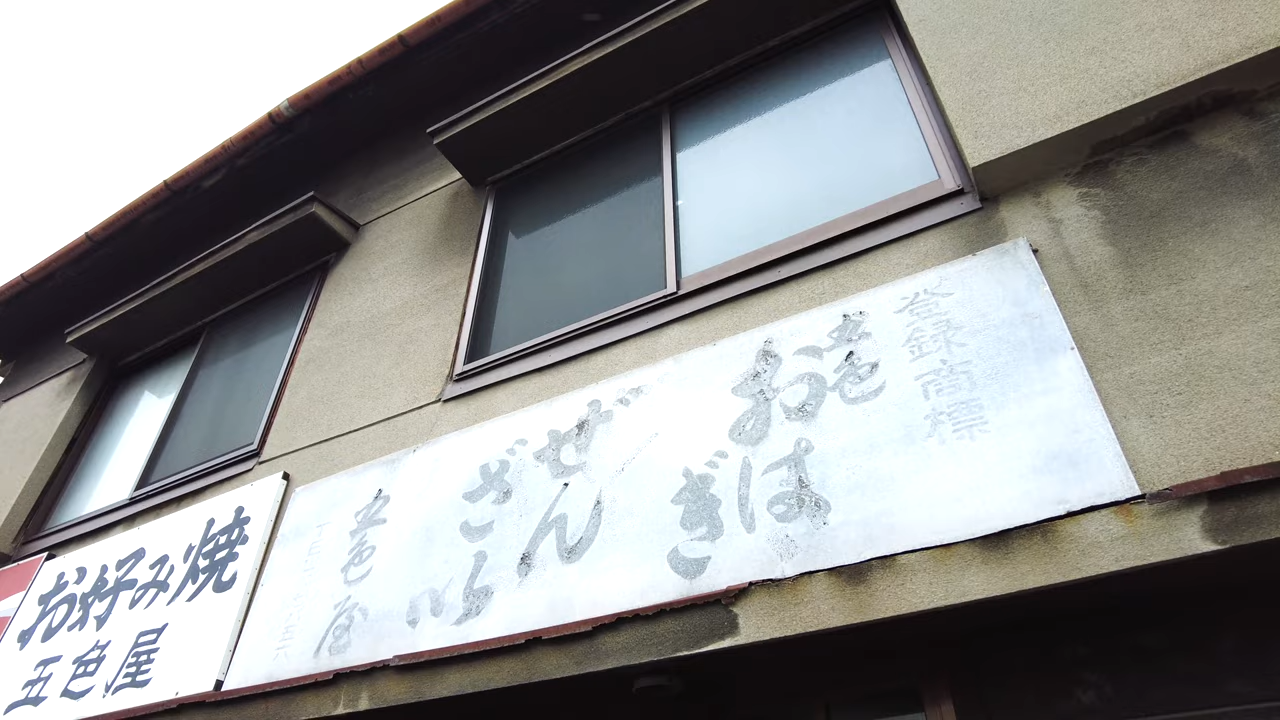 登録商標
五色
おはぎ
ぜんざい
五色屋
お好み焼
五色屋